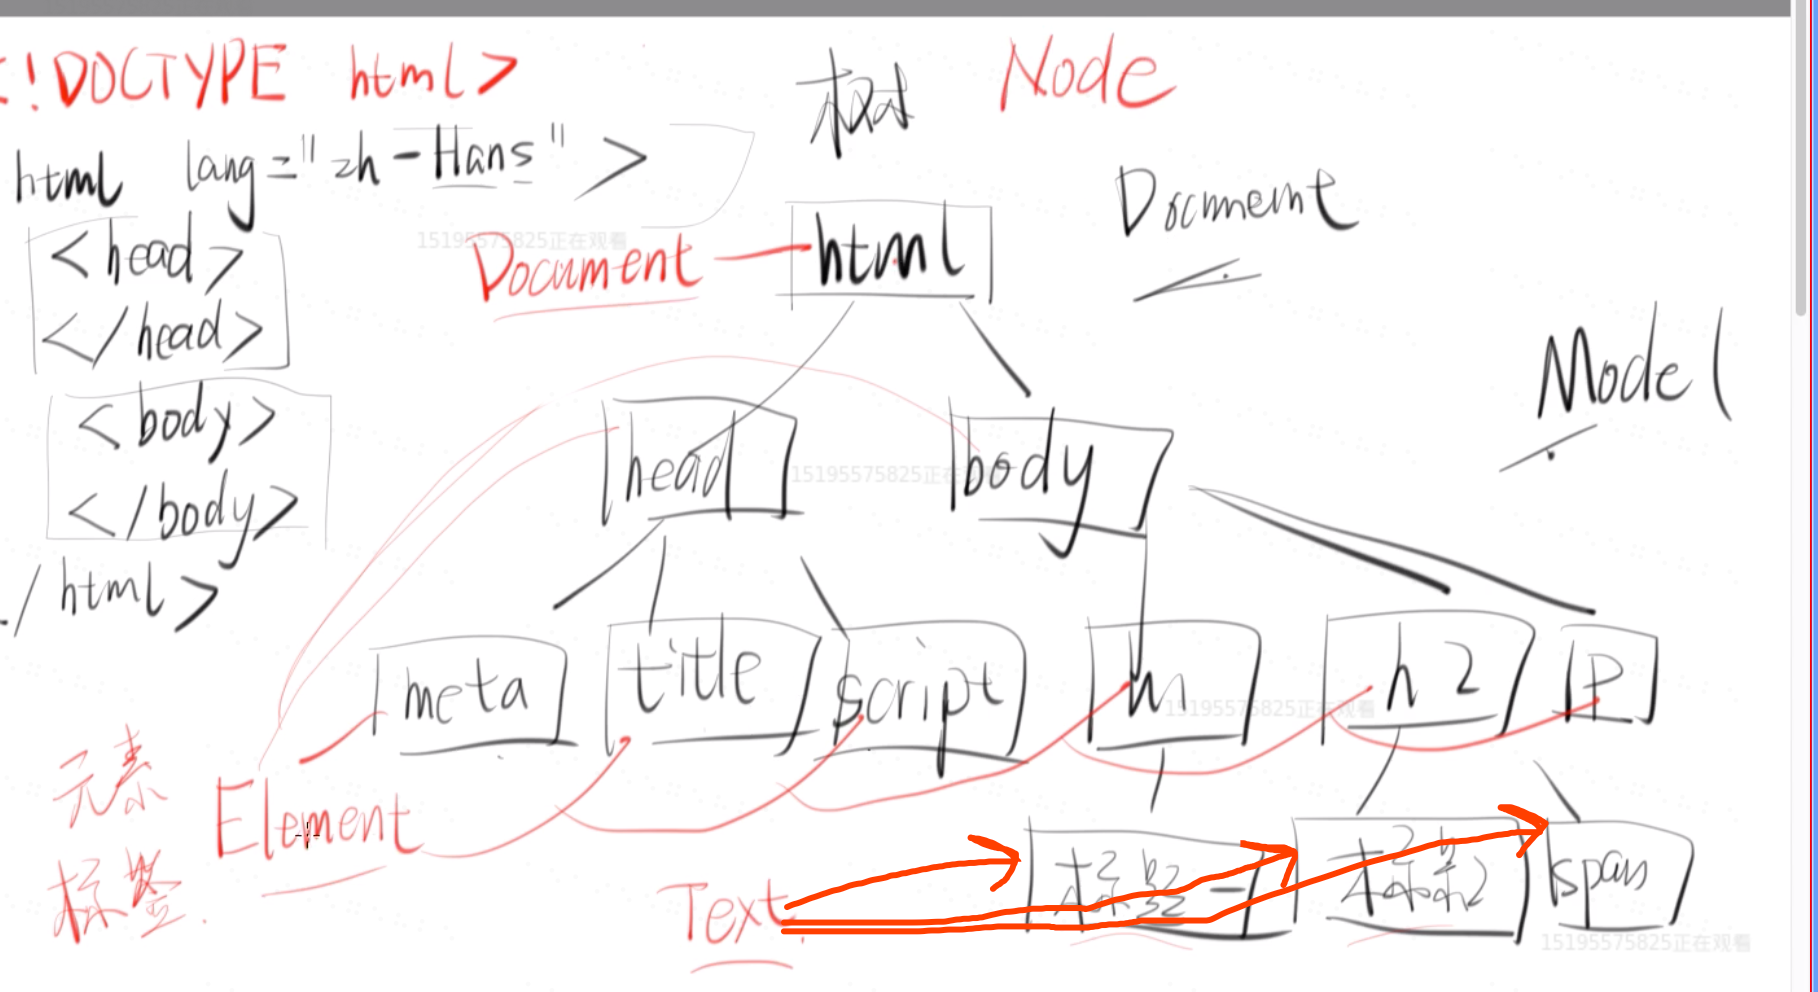 <!DOCTYPE html>
html lang="zh-Hans">
<head>
</head>
<body>
</body>
/html>
Node
Document
Document
html
Model
head
body
meta
title
script
h1
h2
P
元素
标签
Element
Text
标题一
标题2
span
15195575825正在观看
15195575825正在
15195575825正在观看
15195575825正在观看